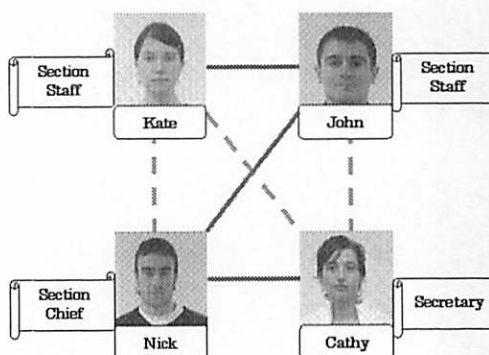 Section
Staff
Kate
John
Section
Staff
Section
Chief
Nick
Cathy
Secretary